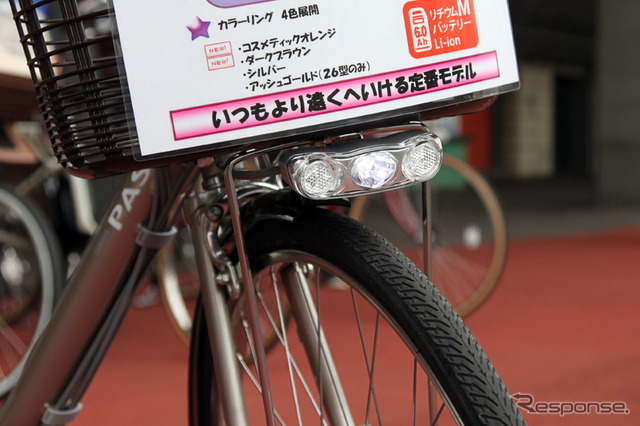 カラーリング 4色展開
NEW!
NEW!
・コスメティックオレンジ
・ダークブラウン
・シルバー
・アッシュゴールド(26型のみ)
6.0
Ah
リチウムM
バッテリー
Li-ion
いつもより遠くへいける定番モデル
PAS
Response.